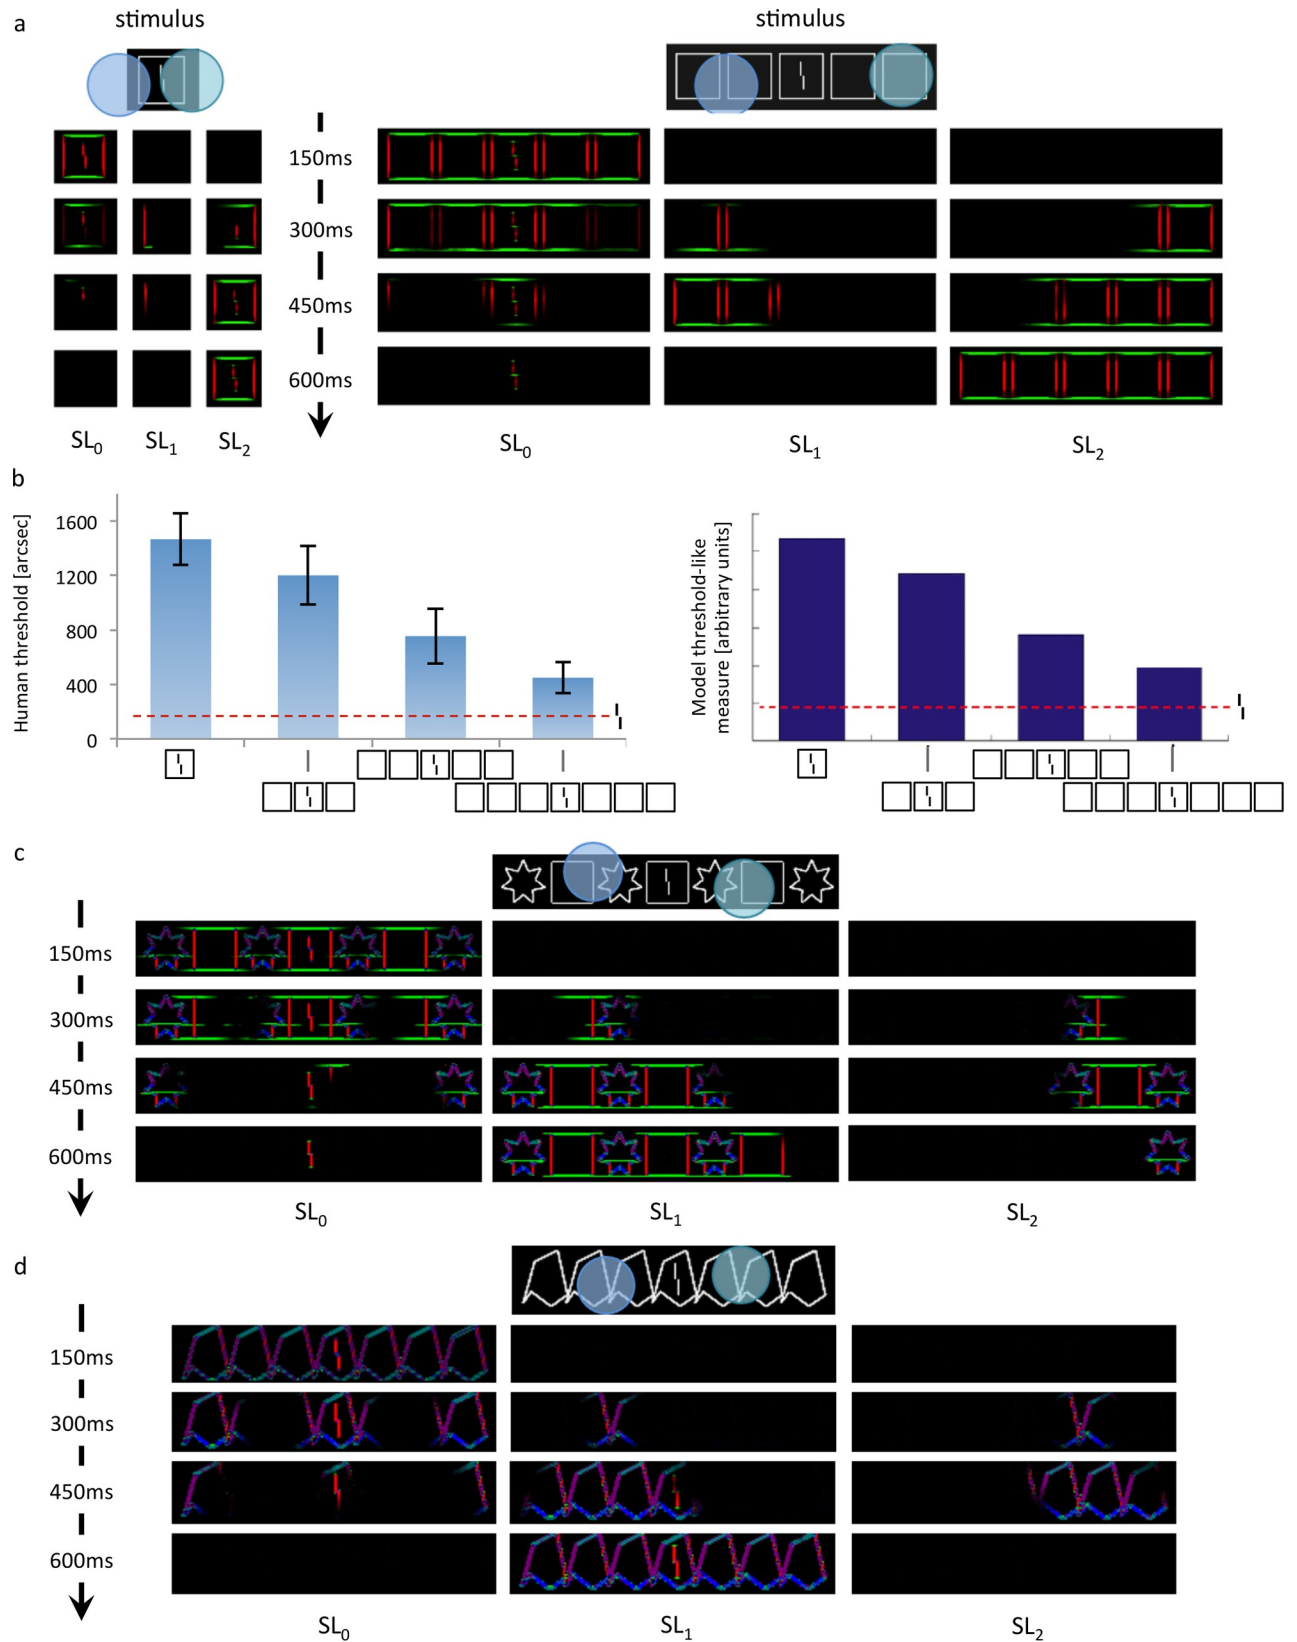 a
stimulus
stimulus
150ms
300ms
450ms
600ms
SL0
SL1
SL2
SL0
SL1
SL2
b
Human threshold [arcsec]
1600
1200
800
400
0
Model threshold-like
measure [arbitrary units]
c
150ms
300ms
450ms
600ms
SL0
SL1
SL2
d
150ms
300ms
450ms
600ms
SL0
SL1
SL2